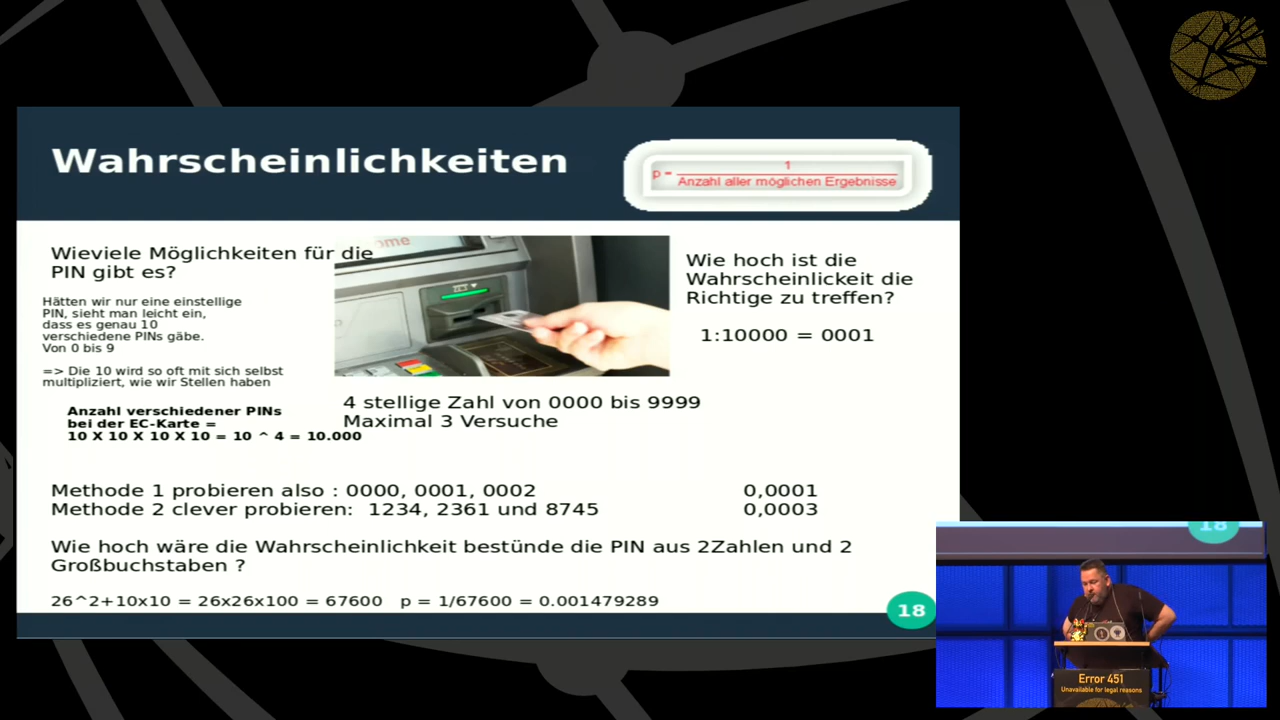 Wahrscheinlichkeiten
p = 1
Anzahl aller möglichen Ergebnisse
Wieviele Möglichkeiten für die
PIN gibt es?
Hätten wir nur eine einstellige
PIN, sieht man leicht ein,
dass es genau 10
verschiedene PINs gäbe.
Von 0 bis 9
=> Die 10 wird so oft mit sich selbst
multipliziert, wie wir Stellen haben
Anzahl verschiedener PINs
bei der EC-Karte =
10 X 10 X 10 X 10 = 10 ^ 4 = 10.000
ome
4 stellige Zahl von 0000 bis 9999
Maximal 3 Versuche
Wie hoch ist die
Wahrscheinlickeit die
Richtige zu treffen?
1:10000 = 0001
Methode 1 probieren also : 0000, 0001, 0002 0,0001
Methode 2 clever probieren: 1234, 2361 und 8745 0,0003
Wie hoch wäre die Wahrscheinlichkeit bestünde die PIN aus 2Zahlen und 2
Großbuchstaben ?
26^2+10x10 = 26x26x100 = 67600 p = 1/67600 = 0.001479289
18
18
Error 451
Unavailable for legal reasons